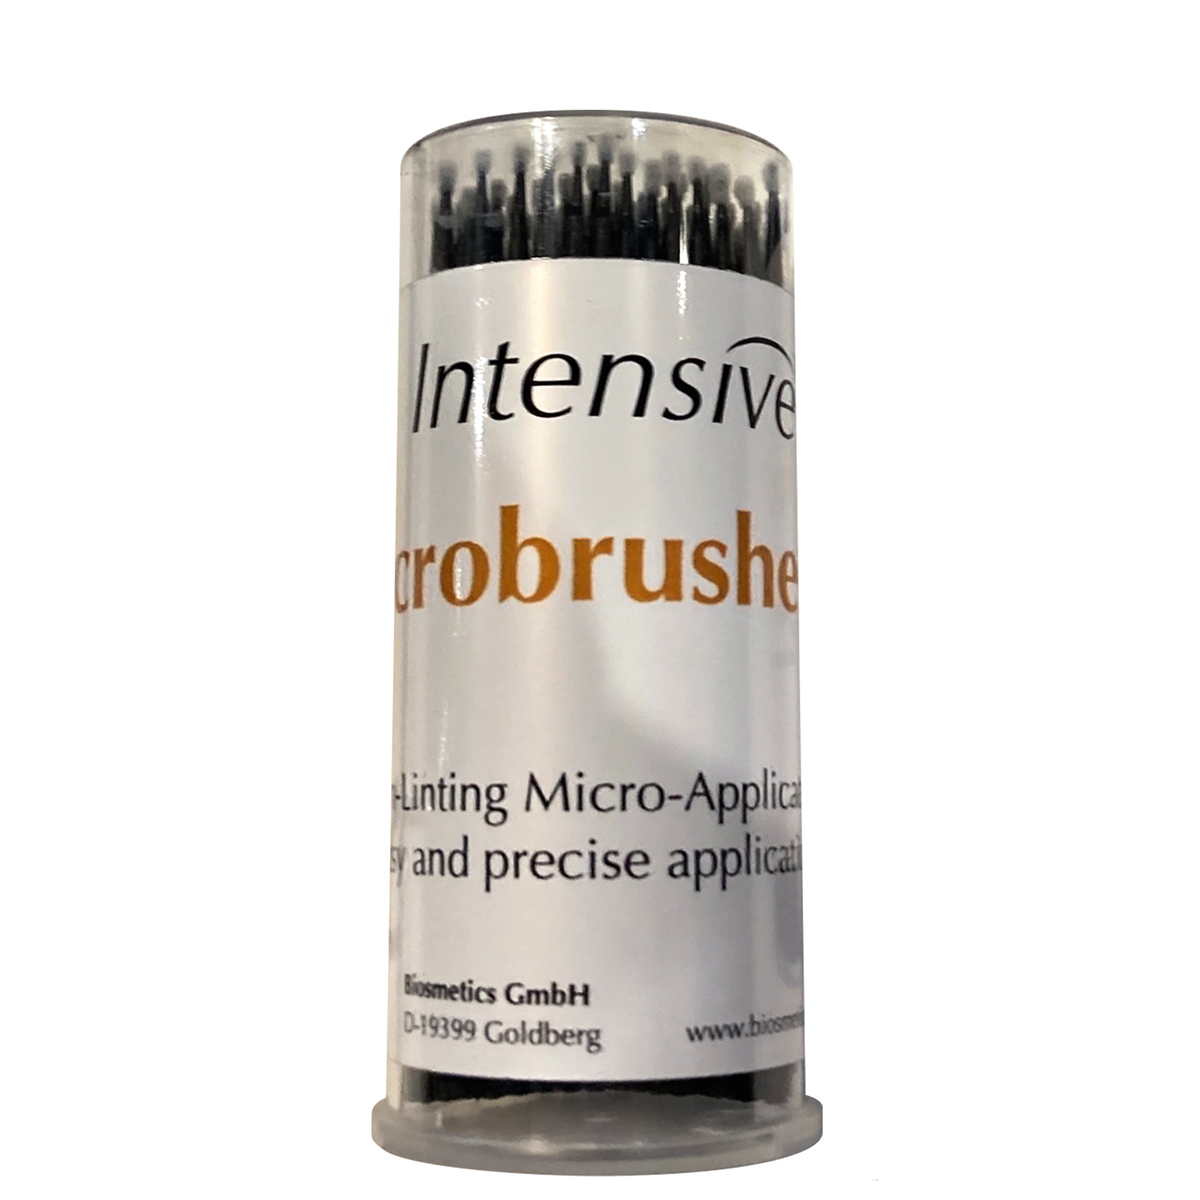 Intensive
crobrushe
-Linting Micro-Applicat
sy and precise applicati
Biosmetics GmbH
D-19399 Goldberg
www.biosme